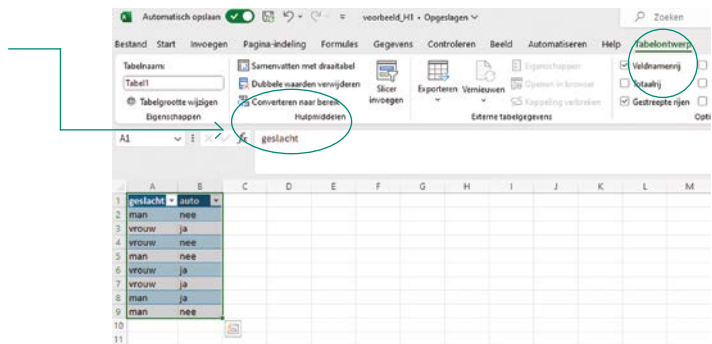 Automatisch opslaan voorbeeld_H1 • Opgeslagen Zoeken
Bestand Start Invoegen Pagina-indeling Formules Gegevens Controleren Beeld Automatiseren Help Tabelontwerp
Tabelnaam: Samenvatten met draaitabel Eigenschappen Veldnamenrij
Tabel1 Dubbele waarden verwijderen Slicer invoegen Exporteren Vernieuwen Openen in browser Totaalrij
Tabelgrootte wijzigen Converteren naar bereik Koppeling verbreken Gestreepte rijen
Eigenschappen Hulpmiddelen Externe tabelgegevens Opti
A1 fx geslacht
A B C D E F G H I J K L M
1 geslacht auto
2 man nee
3 vrouw ja
4 vrouw nee
5 man nee
6 vrouw ja
7 vrouw ja
8 man ja
9 man nee
10
11